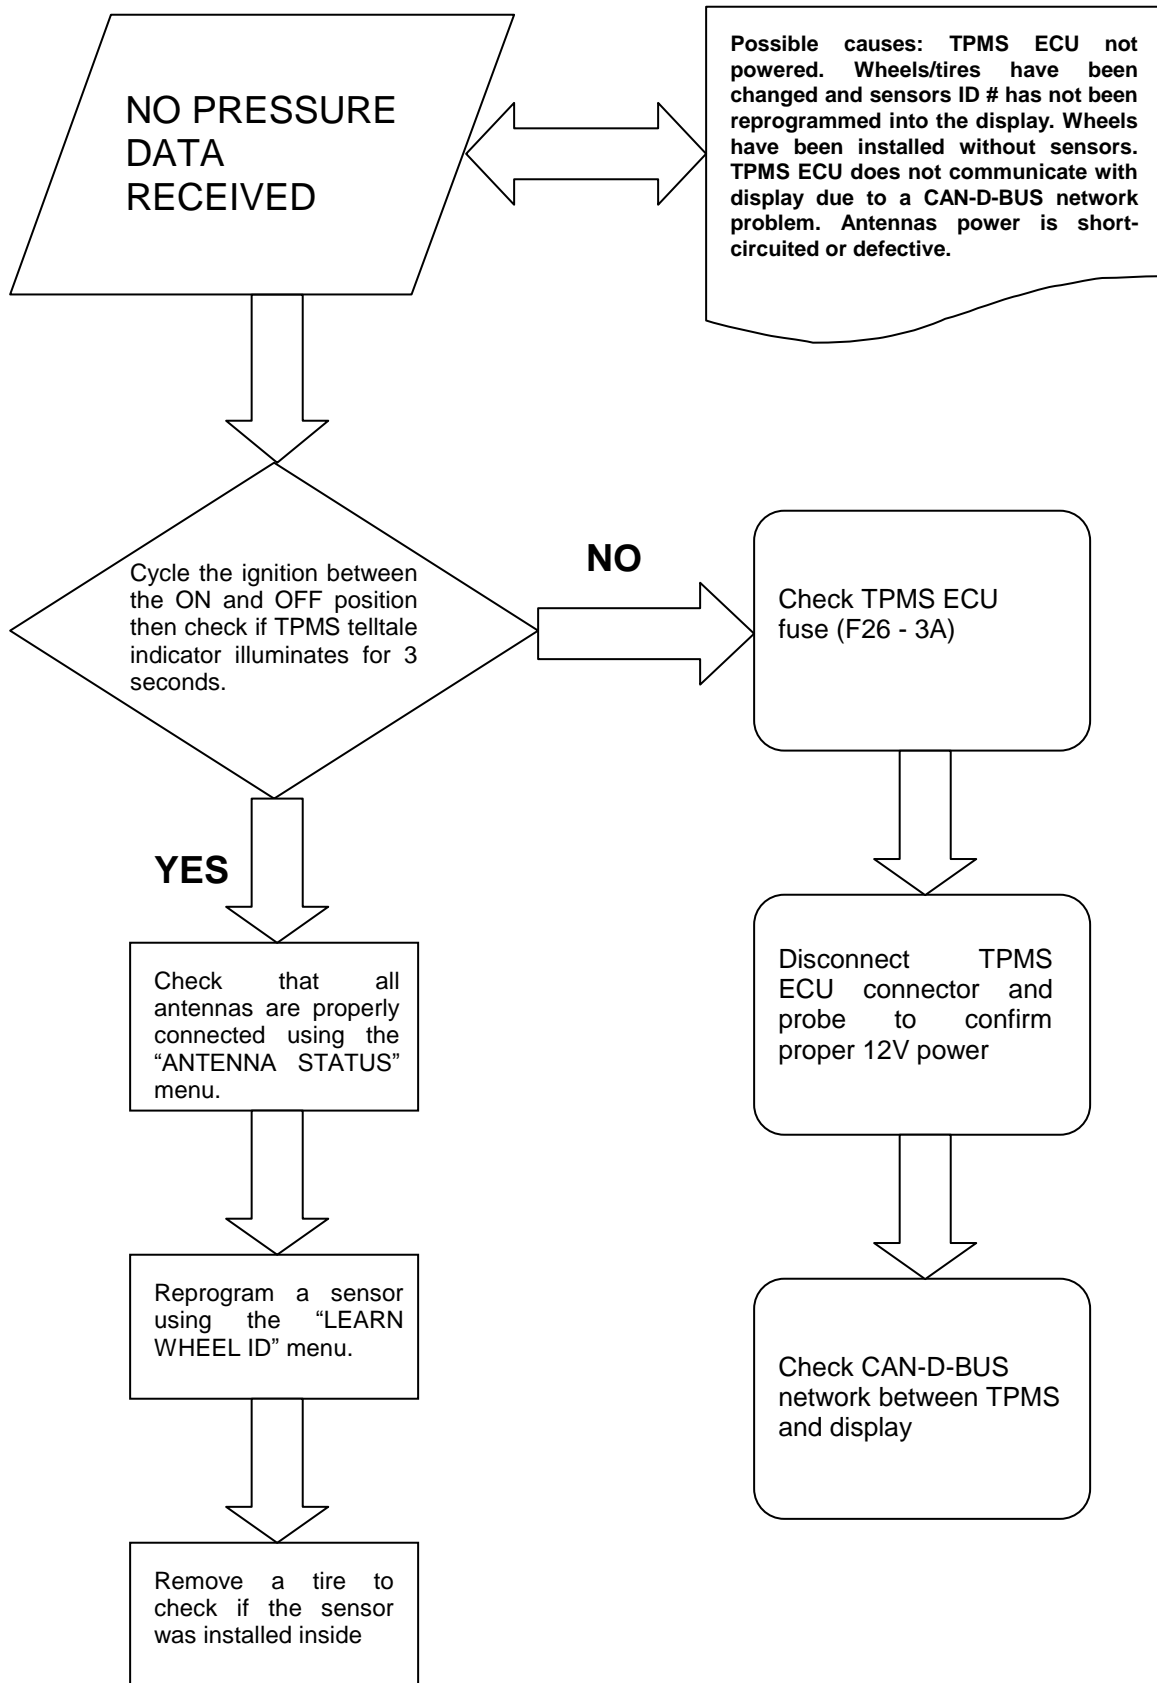 NO PRESSURE
DATA
RECEIVED
Possible causes: TPMS ECU not
powered. Wheels/tires have been
changed and sensors ID # has not been
reprogrammed into the display. Wheels
have been installed without sensors.
TPMS ECU does not communicate with
display due to a CAN-D-BUS network
problem. Antennas power is short-
circuited or defective.
Cycle the ignition between
the ON and OFF position
then check if TPMS telltale
indicator illuminates for 3
seconds.
NO
Check TPMS ECU
fuse (F26 - 3A)
Disconnect TPMS
ECU connector and
probe to confirm
proper 12V power
Check CAN-D-BUS
network between TPMS
and display
YES
Check that all
antennas are properly
connected using the
“ANTENNA STATUS”
menu.
Reprogram a sensor
using the “LEARN
WHEEL ID” menu.
Remove a tire to
check if the sensor
was installed inside